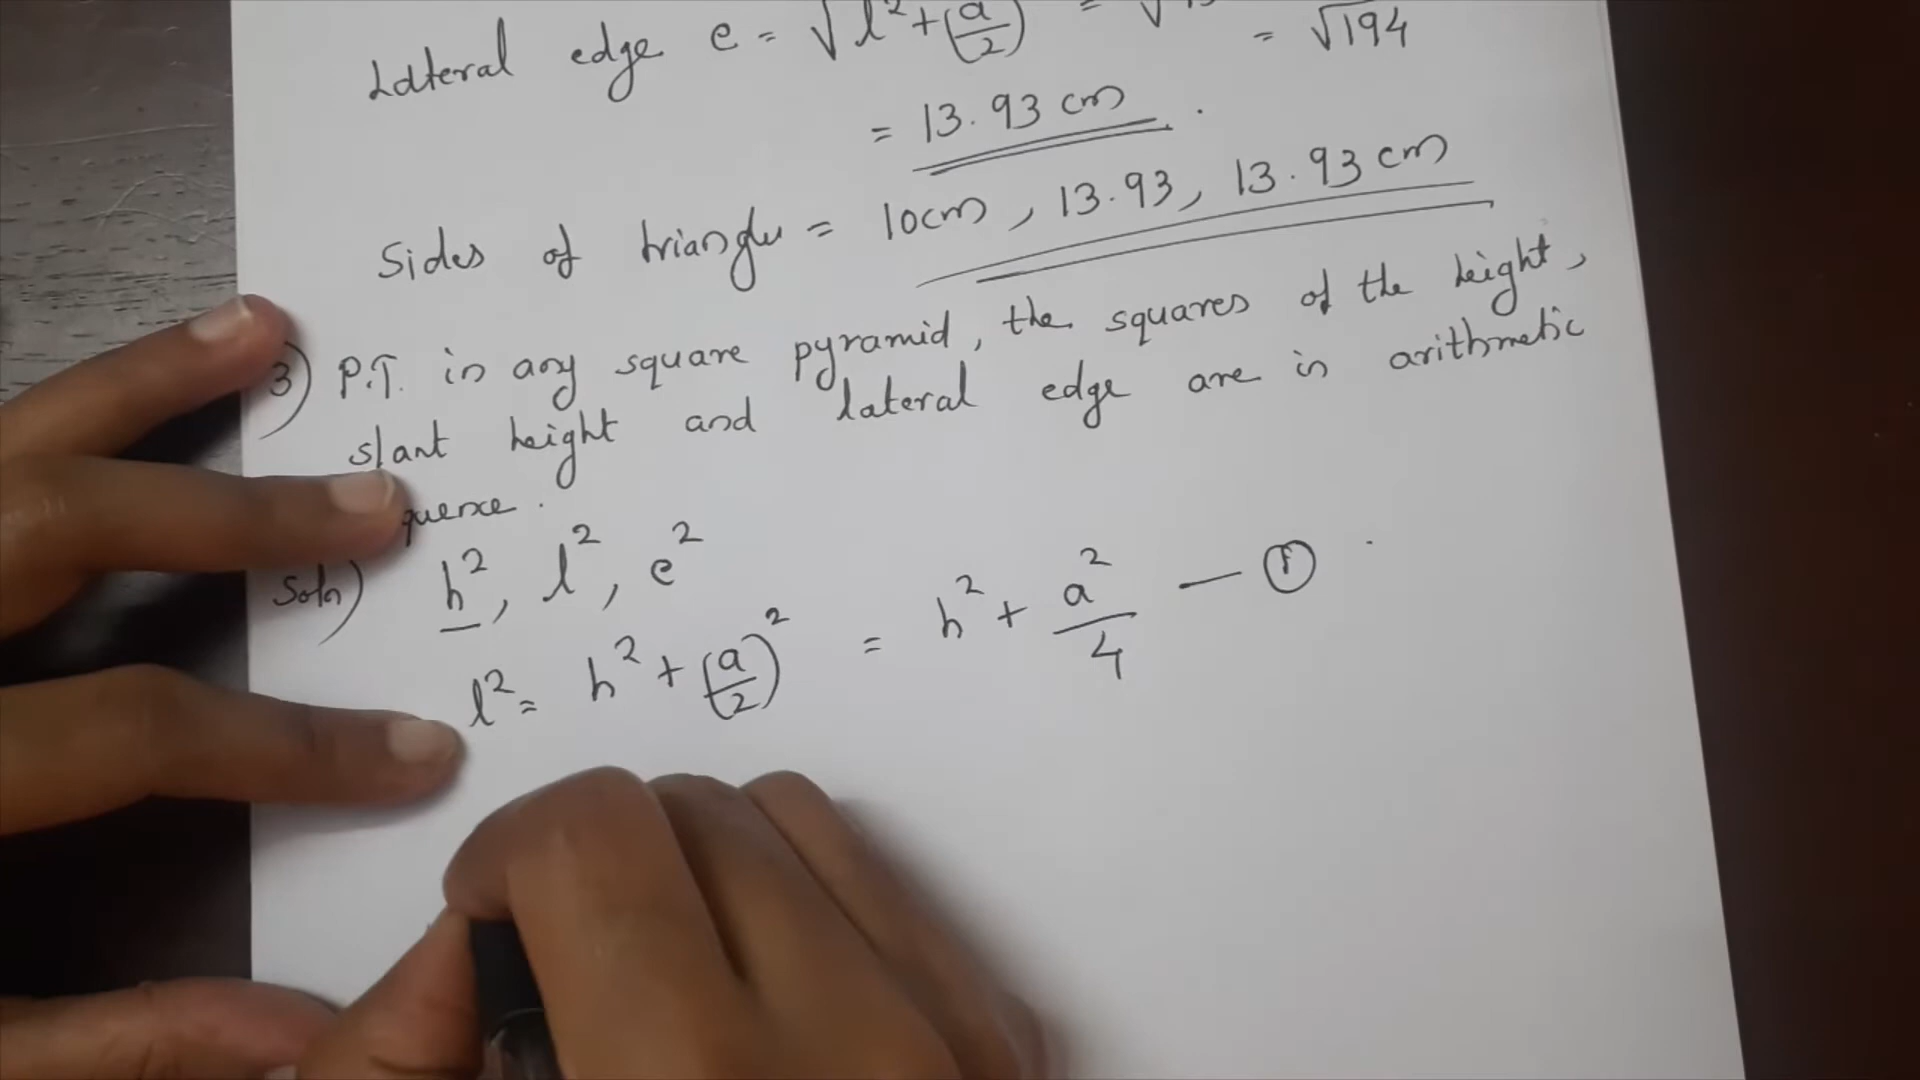 Lateral edge e = √l²+(a/2) = √
= √194
= 13.93 cm
Sides of triangle = 10cm, 13.93, 13.93 cm
3) P.T. in any square pyramid, the squares of the height,
slant height and lateral edge are in arithmetic
quence.
Soln) h², l², e²
l² = h² + (a/2)² = h² + a²/4 — ①